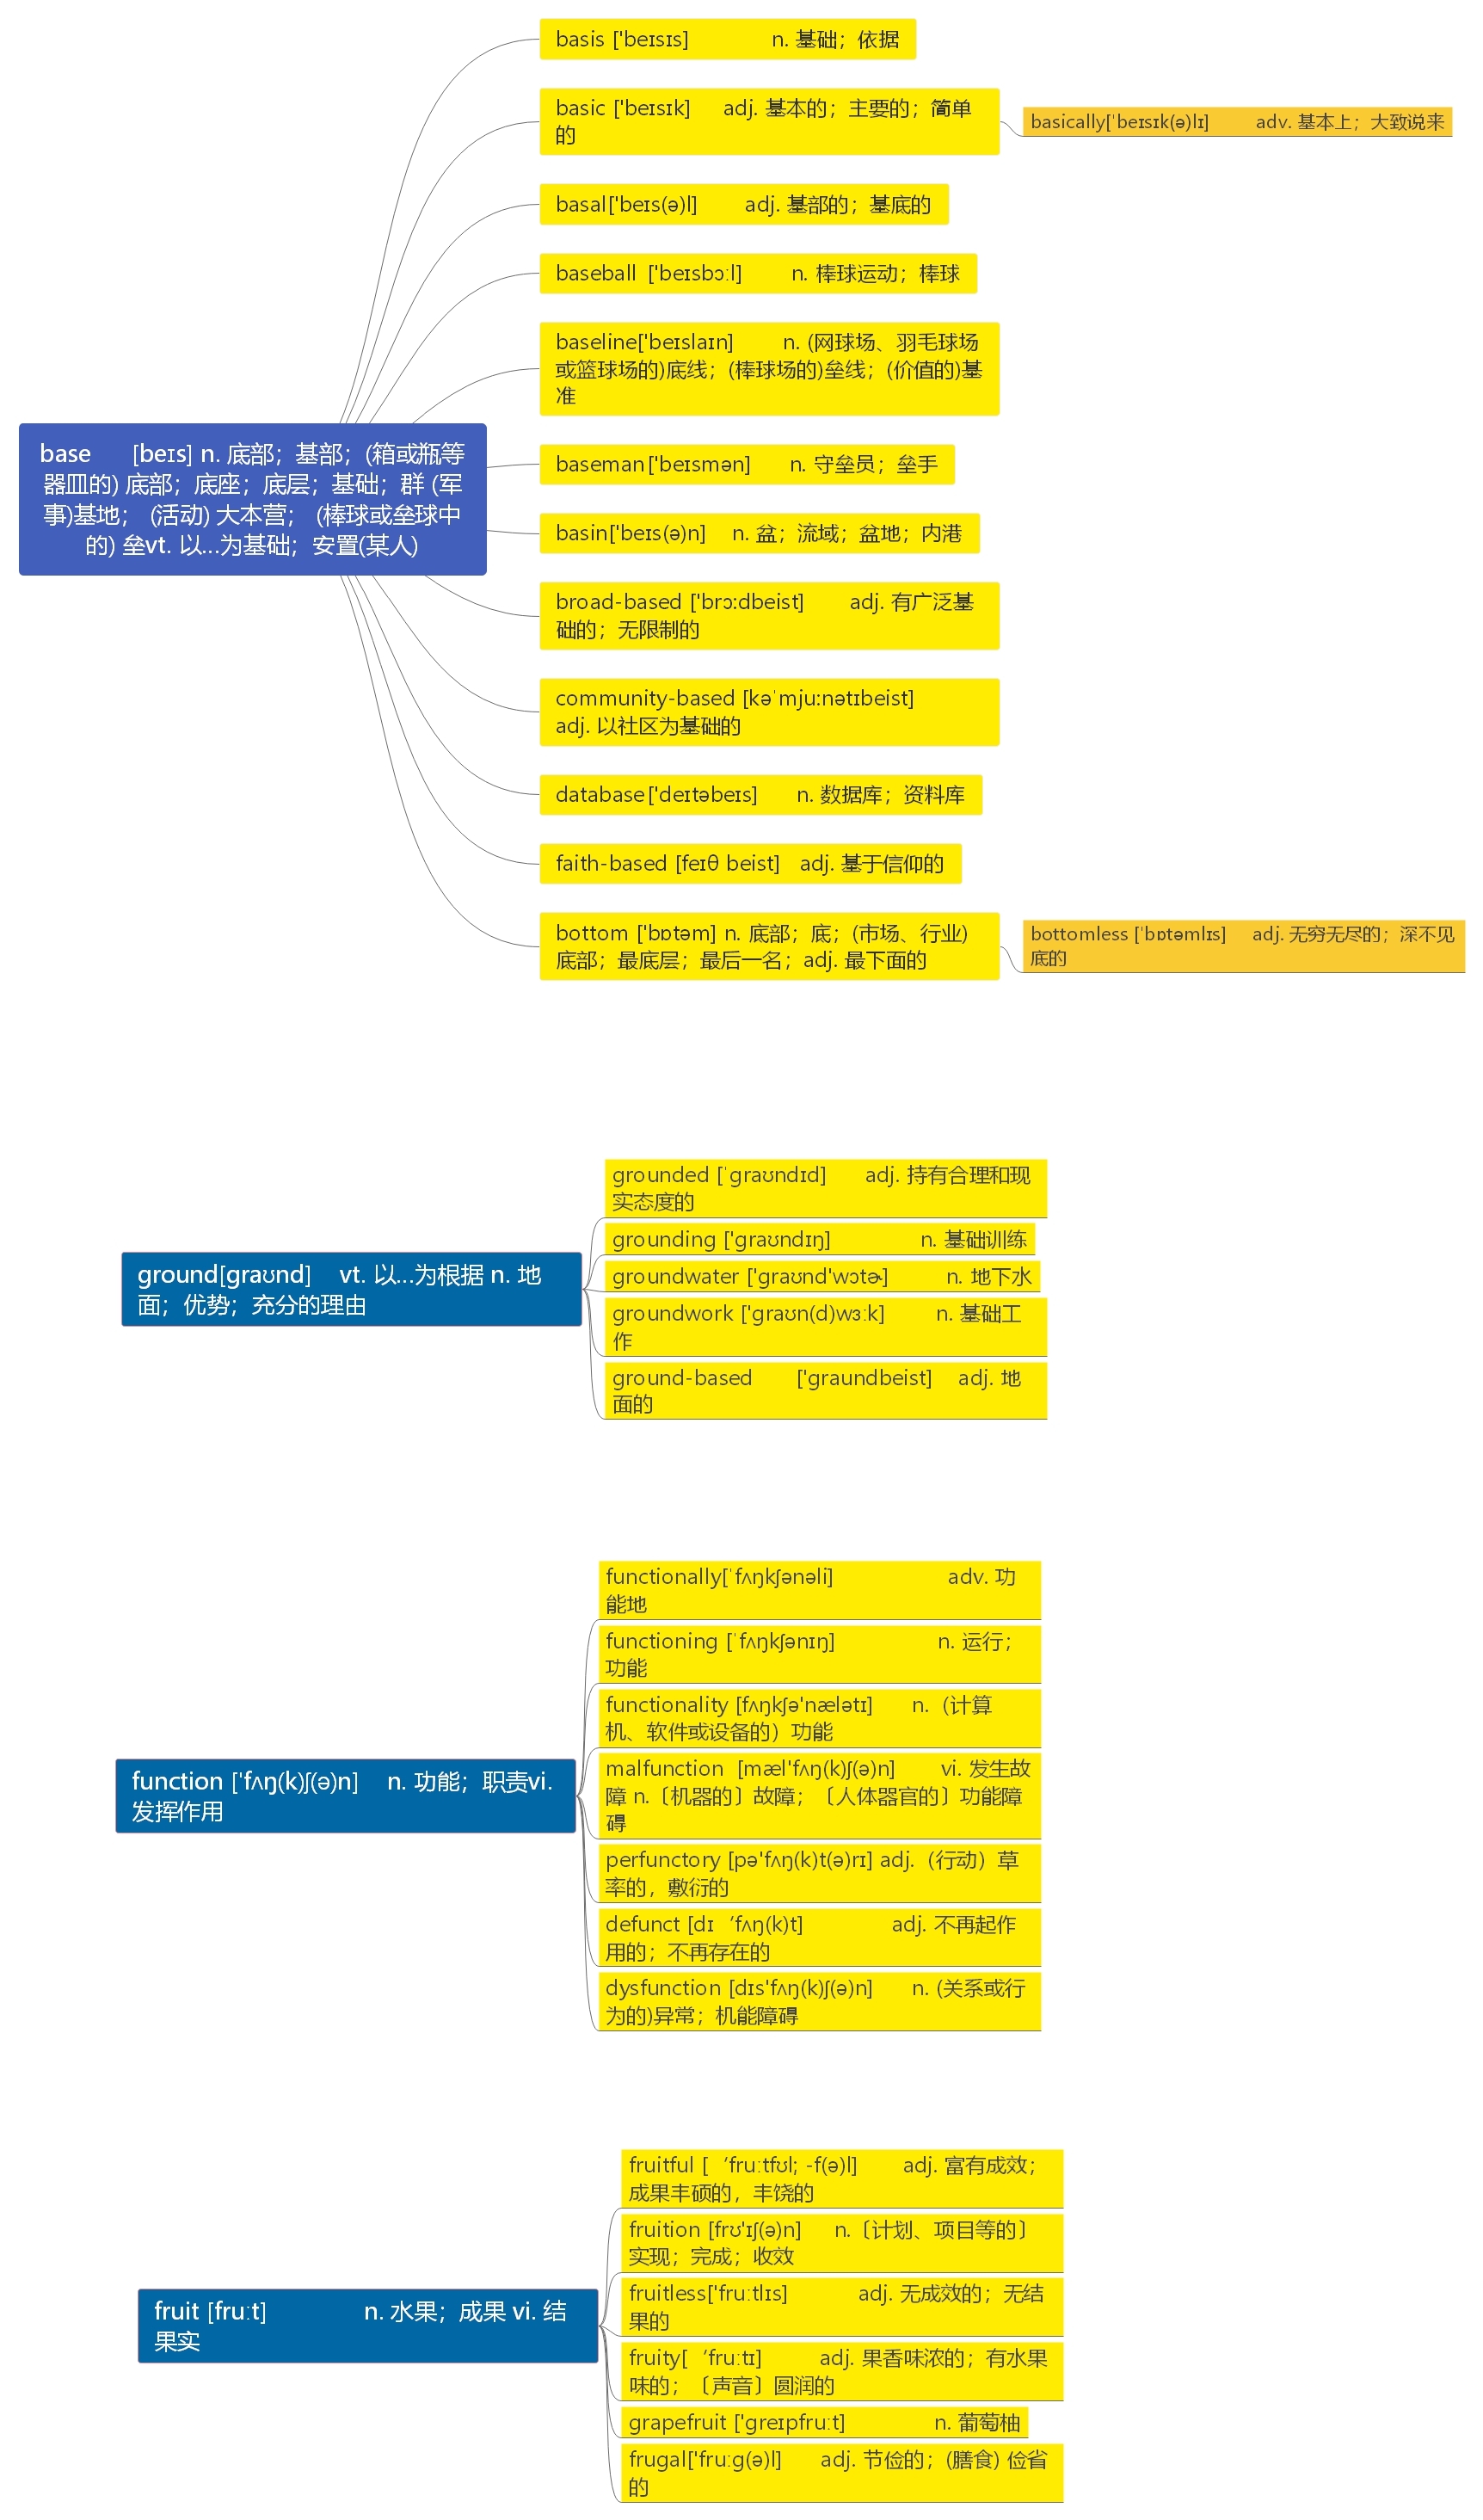 basis ['beɪsɪs] n. 基础；依据
basic ['beɪsɪk] adj. 基本的；主要的；简单
的
basically[ˈbeɪsɪk(ə)lɪ] adv. 基本上；大致说来
basal['beɪs(ə)l] adj. 基部的；基底的
baseball ['beɪsbɔːl] n. 棒球运动；棒球
baseline['beɪslaɪn] n. (网球场、羽毛球场
或篮球场的)底线；(棒球场的)垒线；(价值的)基
准
base [beɪs] n. 底部；基部；(箱或瓶等
器皿的) 底部；底座；底层；基础；群 (军
事)基地； (活动) 大本营； (棒球或垒球中
的) 垒vt. 以...为基础；安置(某人)
baseman['beɪsmən] n. 守垒员；垒手
basin['beɪs(ə)n] n. 盆；流域；盆地；内港
broad-based ['brɔ:dbeist] adj. 有广泛基
础的；无限制的
community-based [kəˈmju:nətɪbeist]
adj. 以社区为基础的
database['deɪtəbeɪs] n. 数据库；资料库
faith-based [feɪθ beist] adj. 基于信仰的
bottom ['bɒtəm] n. 底部；底；(市场、行业)
底部；最底层；最后一名；adj. 最下面的
bottomless ['bɒtəmlɪs] adj. 无穷无尽的；深不见
底的
grounded [ˈgraʊndɪd] adj. 持有合理和现
实态度的
grounding ['graʊndɪŋ] n. 基础训练
ground[graʊnd] vt. 以...为根据 n. 地
面；优势；充分的理由
groundwater ['graʊnd'wɔtɚ] n. 地下水
groundwork ['graʊn(d)wɜːk] n. 基础工
作
ground-based ['graundbeist] adj. 地
面的
functionally[ˈfʌŋkʃənəli] adv. 功
能地
functioning [ˈfʌŋkʃənɪŋ] n. 运行；
功能
functionality [fʌŋkʃə'nælətɪ] n.（计算
机、软件或设备的）功能
function ['fʌŋ(k)ʃ(ə)n] n. 功能；职责vi.
发挥作用
malfunction [mæl'fʌŋ(k)ʃ(ə)n] vi. 发生故
障 n.〔机器的〕故障；〔人体器官的〕功能障
碍
perfunctory [pə'fʌŋ(k)t(ə)rɪ] adj.（行动）草
率的，敷衍的
defunct [dɪ‘fʌŋ(k)t] adj. 不再起作
用的；不再存在的
dysfunction [dɪs'fʌŋ(k)ʃ(ə)n] n. (关系或行
为的)异常；机能障碍
fruitful [‘fruːtfʊl; -f(ə)l] adj. 富有成效；
成果丰硕的，丰饶的
fruition [frʊ'ɪʃ(ə)n] n.〔计划、项目等的〕
实现；完成；收效
fruitless['fruːtlɪs] adj. 无成效的；无结
果的
fruit [fruːt] n. 水果；成果 vi. 结
果实
fruity[‘fruːtɪ] adj. 果香味浓的；有水果
味的；〔声音〕圆润的
grapefruit ['greɪpfruːt] n. 葡萄柚
frugal['fruːg(ə)l] adj. 节俭的；(膳食) 俭省
的